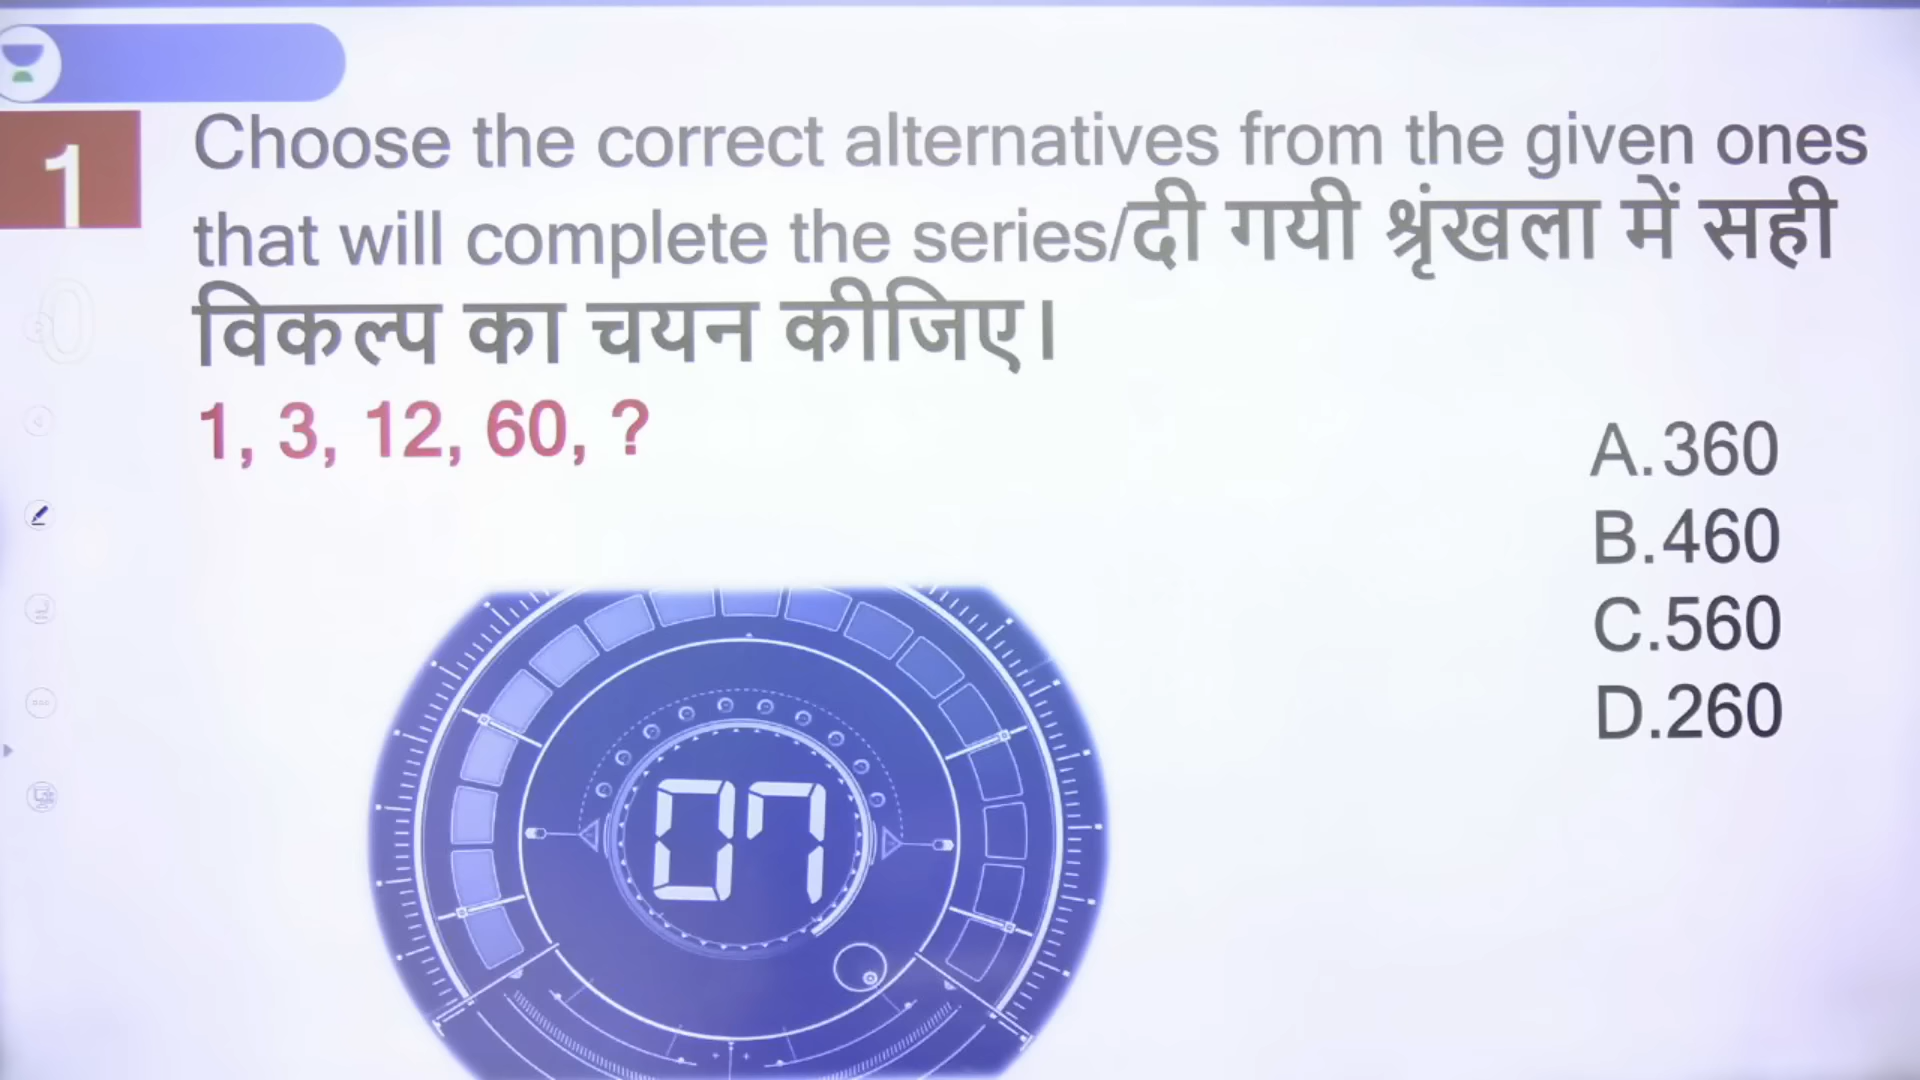 1
Choose the correct alternatives from the given ones
that will complete the series/दी गयी श्रृंखला में सही
विकल्प का चयन कीजिए।
1, 3, 12, 60, ?
A.360
B.460
C.560
D.260
07